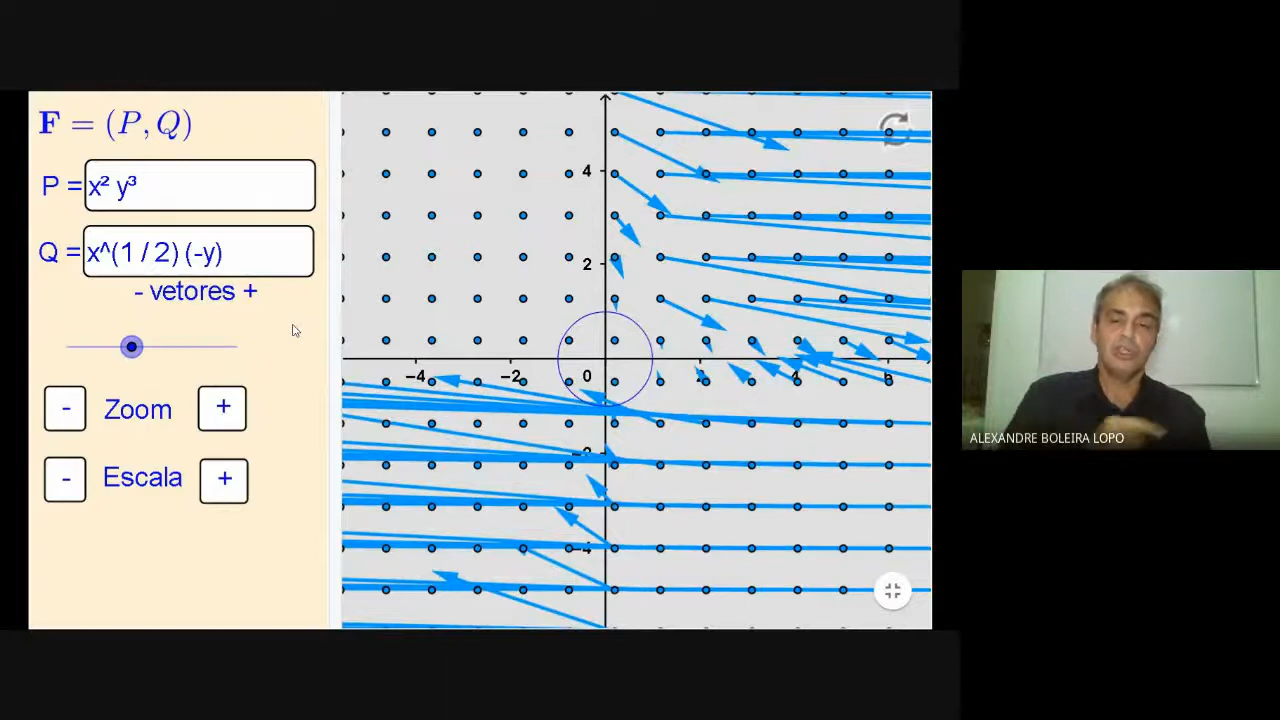 F = (P, Q)
P = x² y³
Q = x^(1 / 2) (-y)
- vetores +
- Zoom +
- Escala +
4
2
−4 −2 0 2 4 6
−2
−4
ALEXANDRE BOLEIRA LOPO